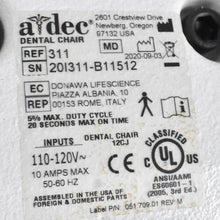 a·dec
DENTAL CHAIR
2601 Crestview Drive
Newberg, Oregon
97132 USA
REF 311
MD 2020-09-03
SN 20I311-B11512
EC REP
DONAWA LIFESCIENCE
PIAZZA ALBANIA, 10
00153 ROME, ITALY
5% MAX. DUTY CYCLE
20 SECONDS MAX ON TIME
INPUTS
110-120V~
10 AMPS MAX
50-60 HZ
DENTAL CHAIR
12CJ
CE
UL
ANSI/AAMI
ES60601-1
(2005, 3rd Ed.)
ASSEMBLED IN THE USA OF
FOREIGN & DOMESTIC PARTS
Label P/N 051.709.01 REV M